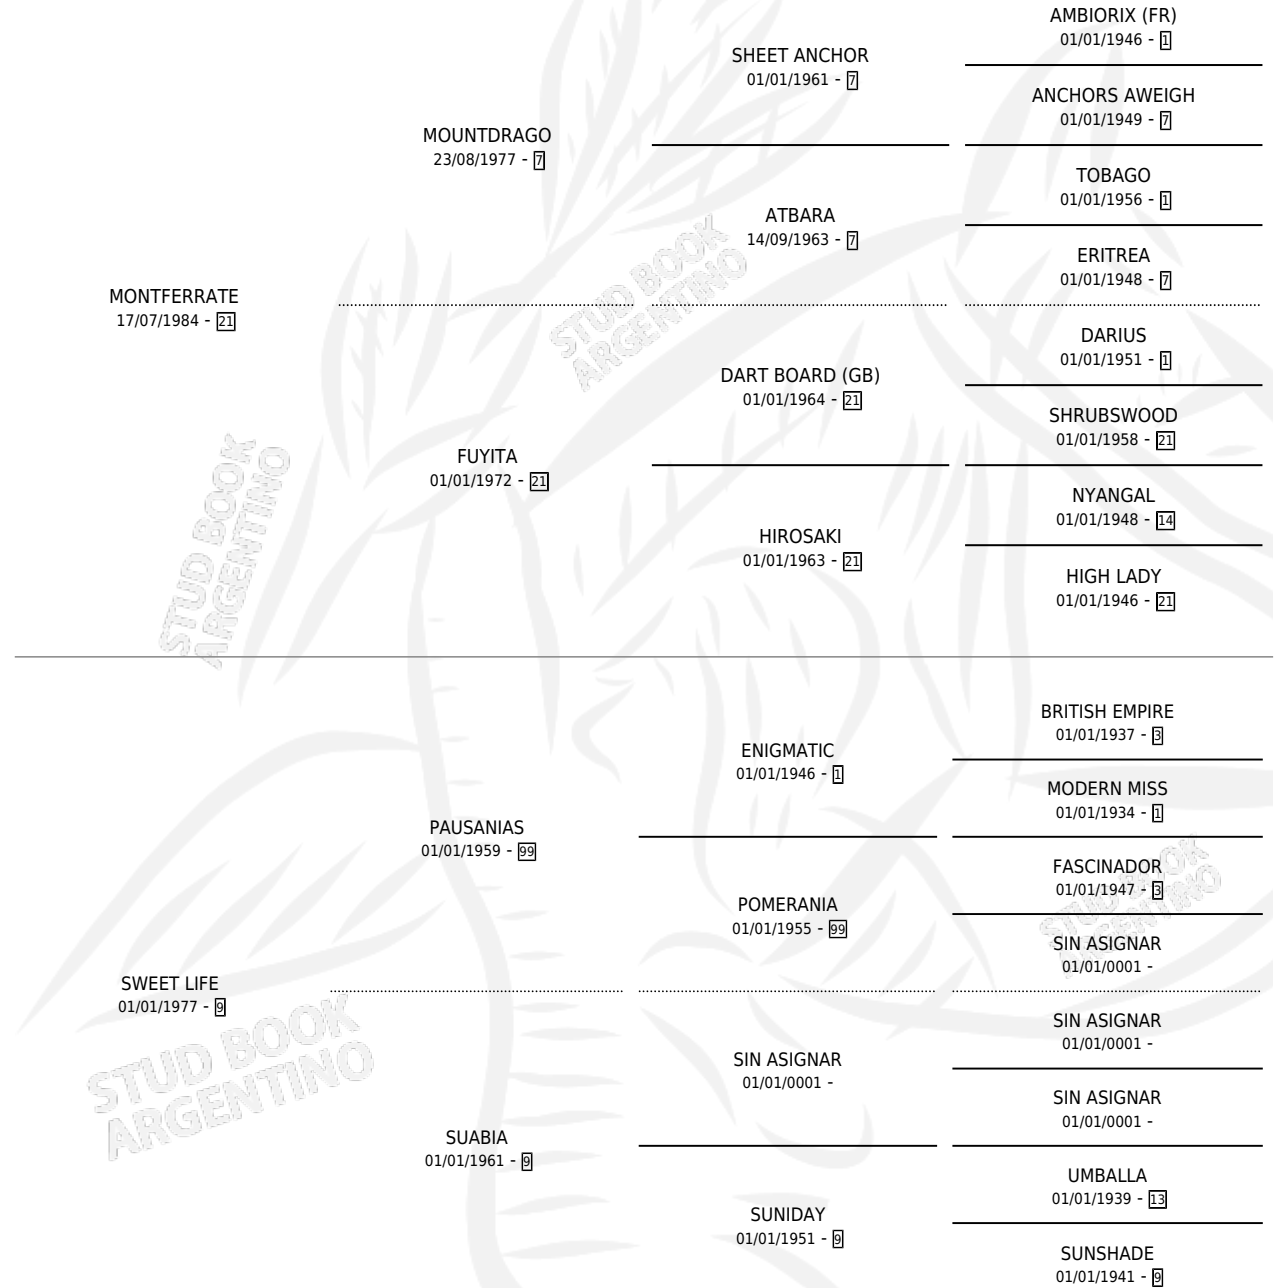 AMBIORIX (FR)
01/01/1946 - 1
SHEET ANCHOR
01/01/1961 - 7
ANCHORS AWEIGH
01/01/1949 - 7
MOUNTDRAGO
23/08/1977 - 7
TOBAGO
01/01/1956 - 1
ATBARA
14/09/1963 - 7
ERITREA
01/01/1948 - 7
MONTFERRATE
17/07/1984 - 21
DARIUS
01/01/1951 - 1
DART BOARD (GB)
01/01/1964 - 21
SHRUBSWOOD
01/01/1958 - 21
FUYITA
01/01/1972 - 21
NYANGAL
01/01/1948 - 14
HIROSAKI
01/01/1963 - 21
HIGH LADY
01/01/1946 - 21
BRITISH EMPIRE
01/01/1937 - 3
ENIGMATIC
01/01/1946 - 1
MODERN MISS
01/01/1934 - 1
PAUSANIAS
01/01/1959 - 99
FASCINADOR
01/01/1947 - 3
POMERANIA
01/01/1955 - 99
SIN ASIGNAR
01/01/0001 -
SWEET LIFE
01/01/1977 - 9
SIN ASIGNAR
01/01/0001 -
SIN ASIGNAR
01/01/0001 -
SIN ASIGNAR
01/01/0001 -
SUABIA
01/01/1961 - 9
UMBALLA
01/01/1939 - 13
SUNIDAY
01/01/1951 - 9
SUNSHADE
01/01/1941 - 9
STUD BOOK
ARGENTINO
STUD BOOK
ARGENTINO
STUD BOOK
ARGENTINO
STUD BOOK
ARGENTINO